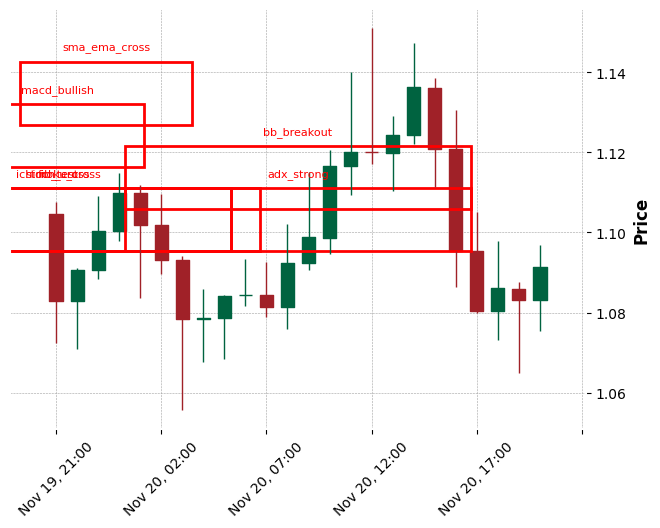 sma_ema_cross
macd_bullish
bb_breakout
adx_strong
1.14
1.12
1.10
1.08
1.06
Price
Nov 19, 21:00
Nov 20, 02:00
Nov 20, 07:00
Nov 20, 12:00
Nov 20, 17:00